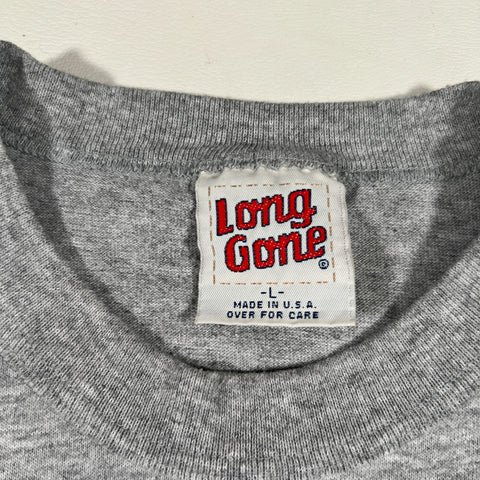 Long
Gone
©
-L-
MADE IN U.S.A.
OVER FOR CARE